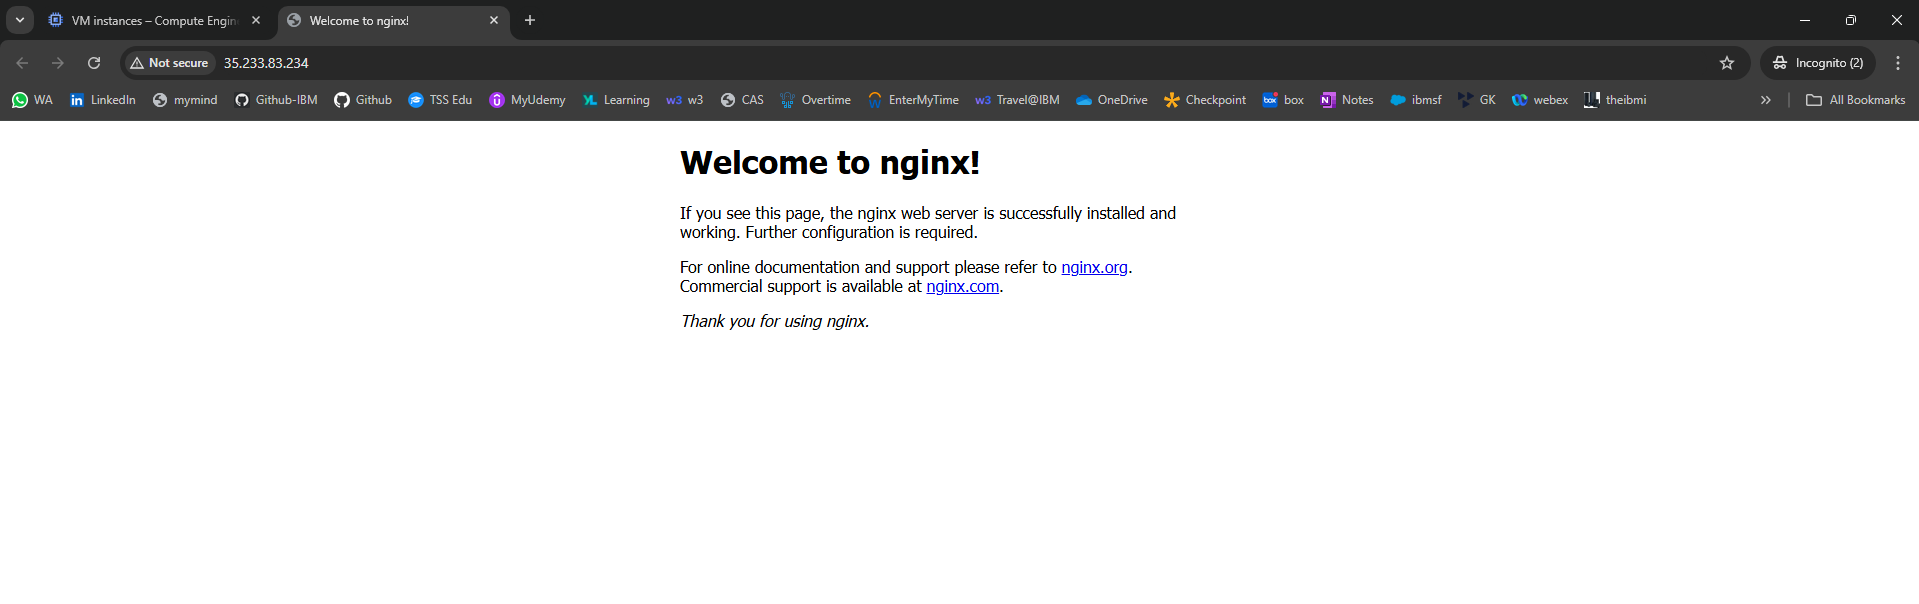 VM instances – Compute Engin
Welcome to nginx!
Not secure
35.233.83.234
Incognito (2)
WA
LinkedIn
mymind
Github-IBM
Github
TSS Edu
MyUdemy
YL Learning
w3 w3
CAS
Overtime
EnterMyTime
w3 Travel@IBM
OneDrive
Checkpoint
box box
Notes
ibmsf
GK
webex
theibmi
All Bookmarks
Welcome to nginx!
If you see this page, the nginx web server is successfully installed and
working. Further configuration is required.
For online documentation and support please refer to nginx.org.
Commercial support is available at nginx.com.
Thank you for using nginx.